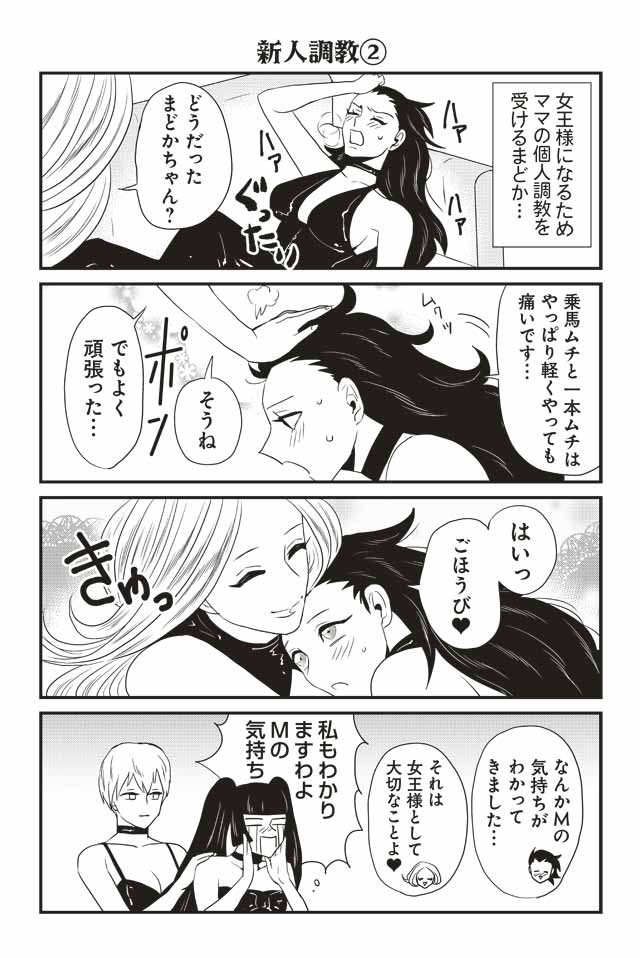 新人調教②
女王様になるため
ママの個人調教を
受けるまどか…
ハァ
ハァ
ハァ
ぐったり
どうだった
まどかちゃん?
乗馬ムチと一本ムチは
やっぱり軽くやっても
痛いです…
ムクッ
そうね
ポン
でもよく
頑張った…
はいっ
ごほうび♥
きゅっ
なんかMの
気持ちが
わかって
きました…
それは
女王様として
大切なことよ♥
私もわかり
ますわよ
Mの
気持ち